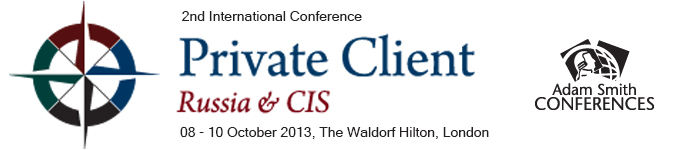 2nd International Conference
Private Client
Russia & CIS
08 - 10 October 2013, The Waldorf Hilton, London
Adam Smith
CONFERENCES